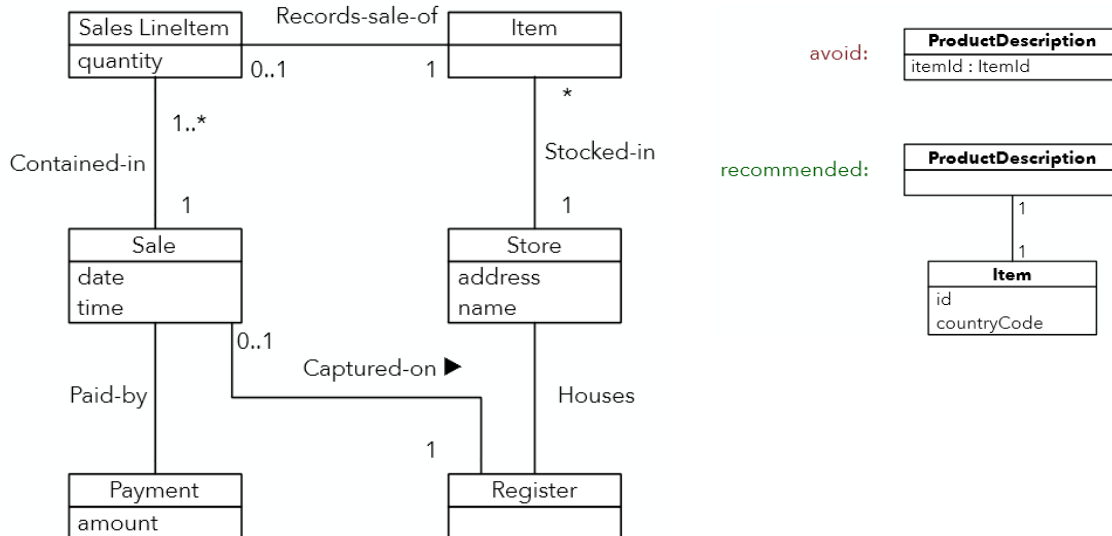 Sales LineItem
quantity
Records-sale-of
0..1
1
Item
1..*
Contained-in
1
*
Stocked-in
1
Sale
date
time
Store
address
name
0..1
Captured-on ►
Paid-by
Houses
1
Payment
amount
Register
avoid:
ProductDescription
itemId : ItemId
recommended:
ProductDescription
1
1
Item
id
countryCode